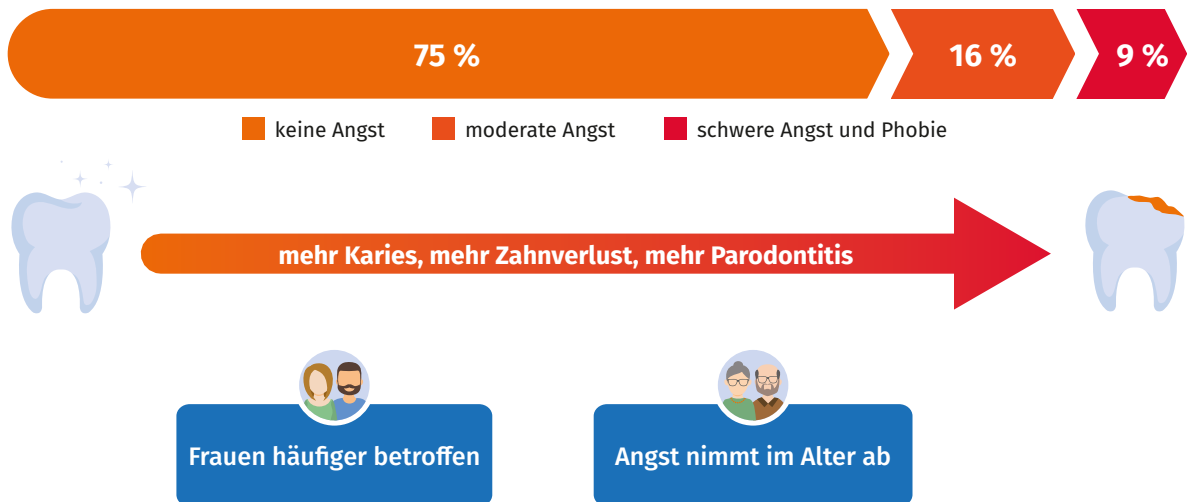 75 %
16 %
9 %
keine Angst
moderate Angst
schwere Angst und Phobie
mehr Karies, mehr Zahnverlust, mehr Parodontitis
Frauen häufiger betroffen
Angst nimmt im Alter ab